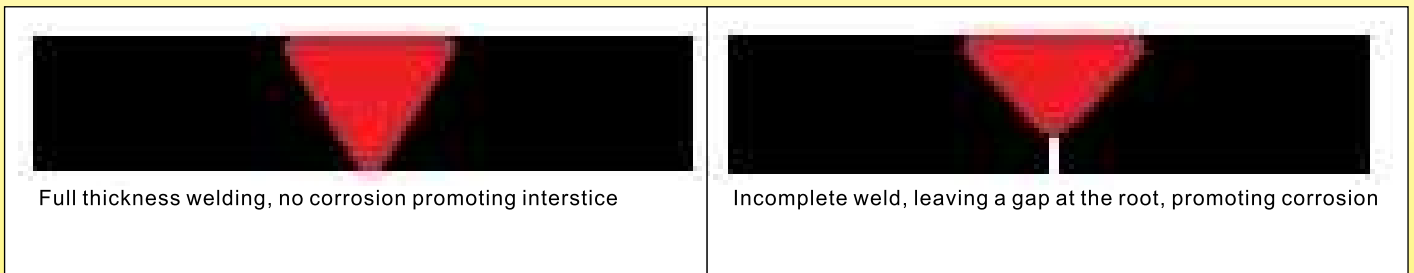 Full thickness welding, no corrosion promoting interstice
Incomplete weld, leaving a gap at the root, promoting corrosion